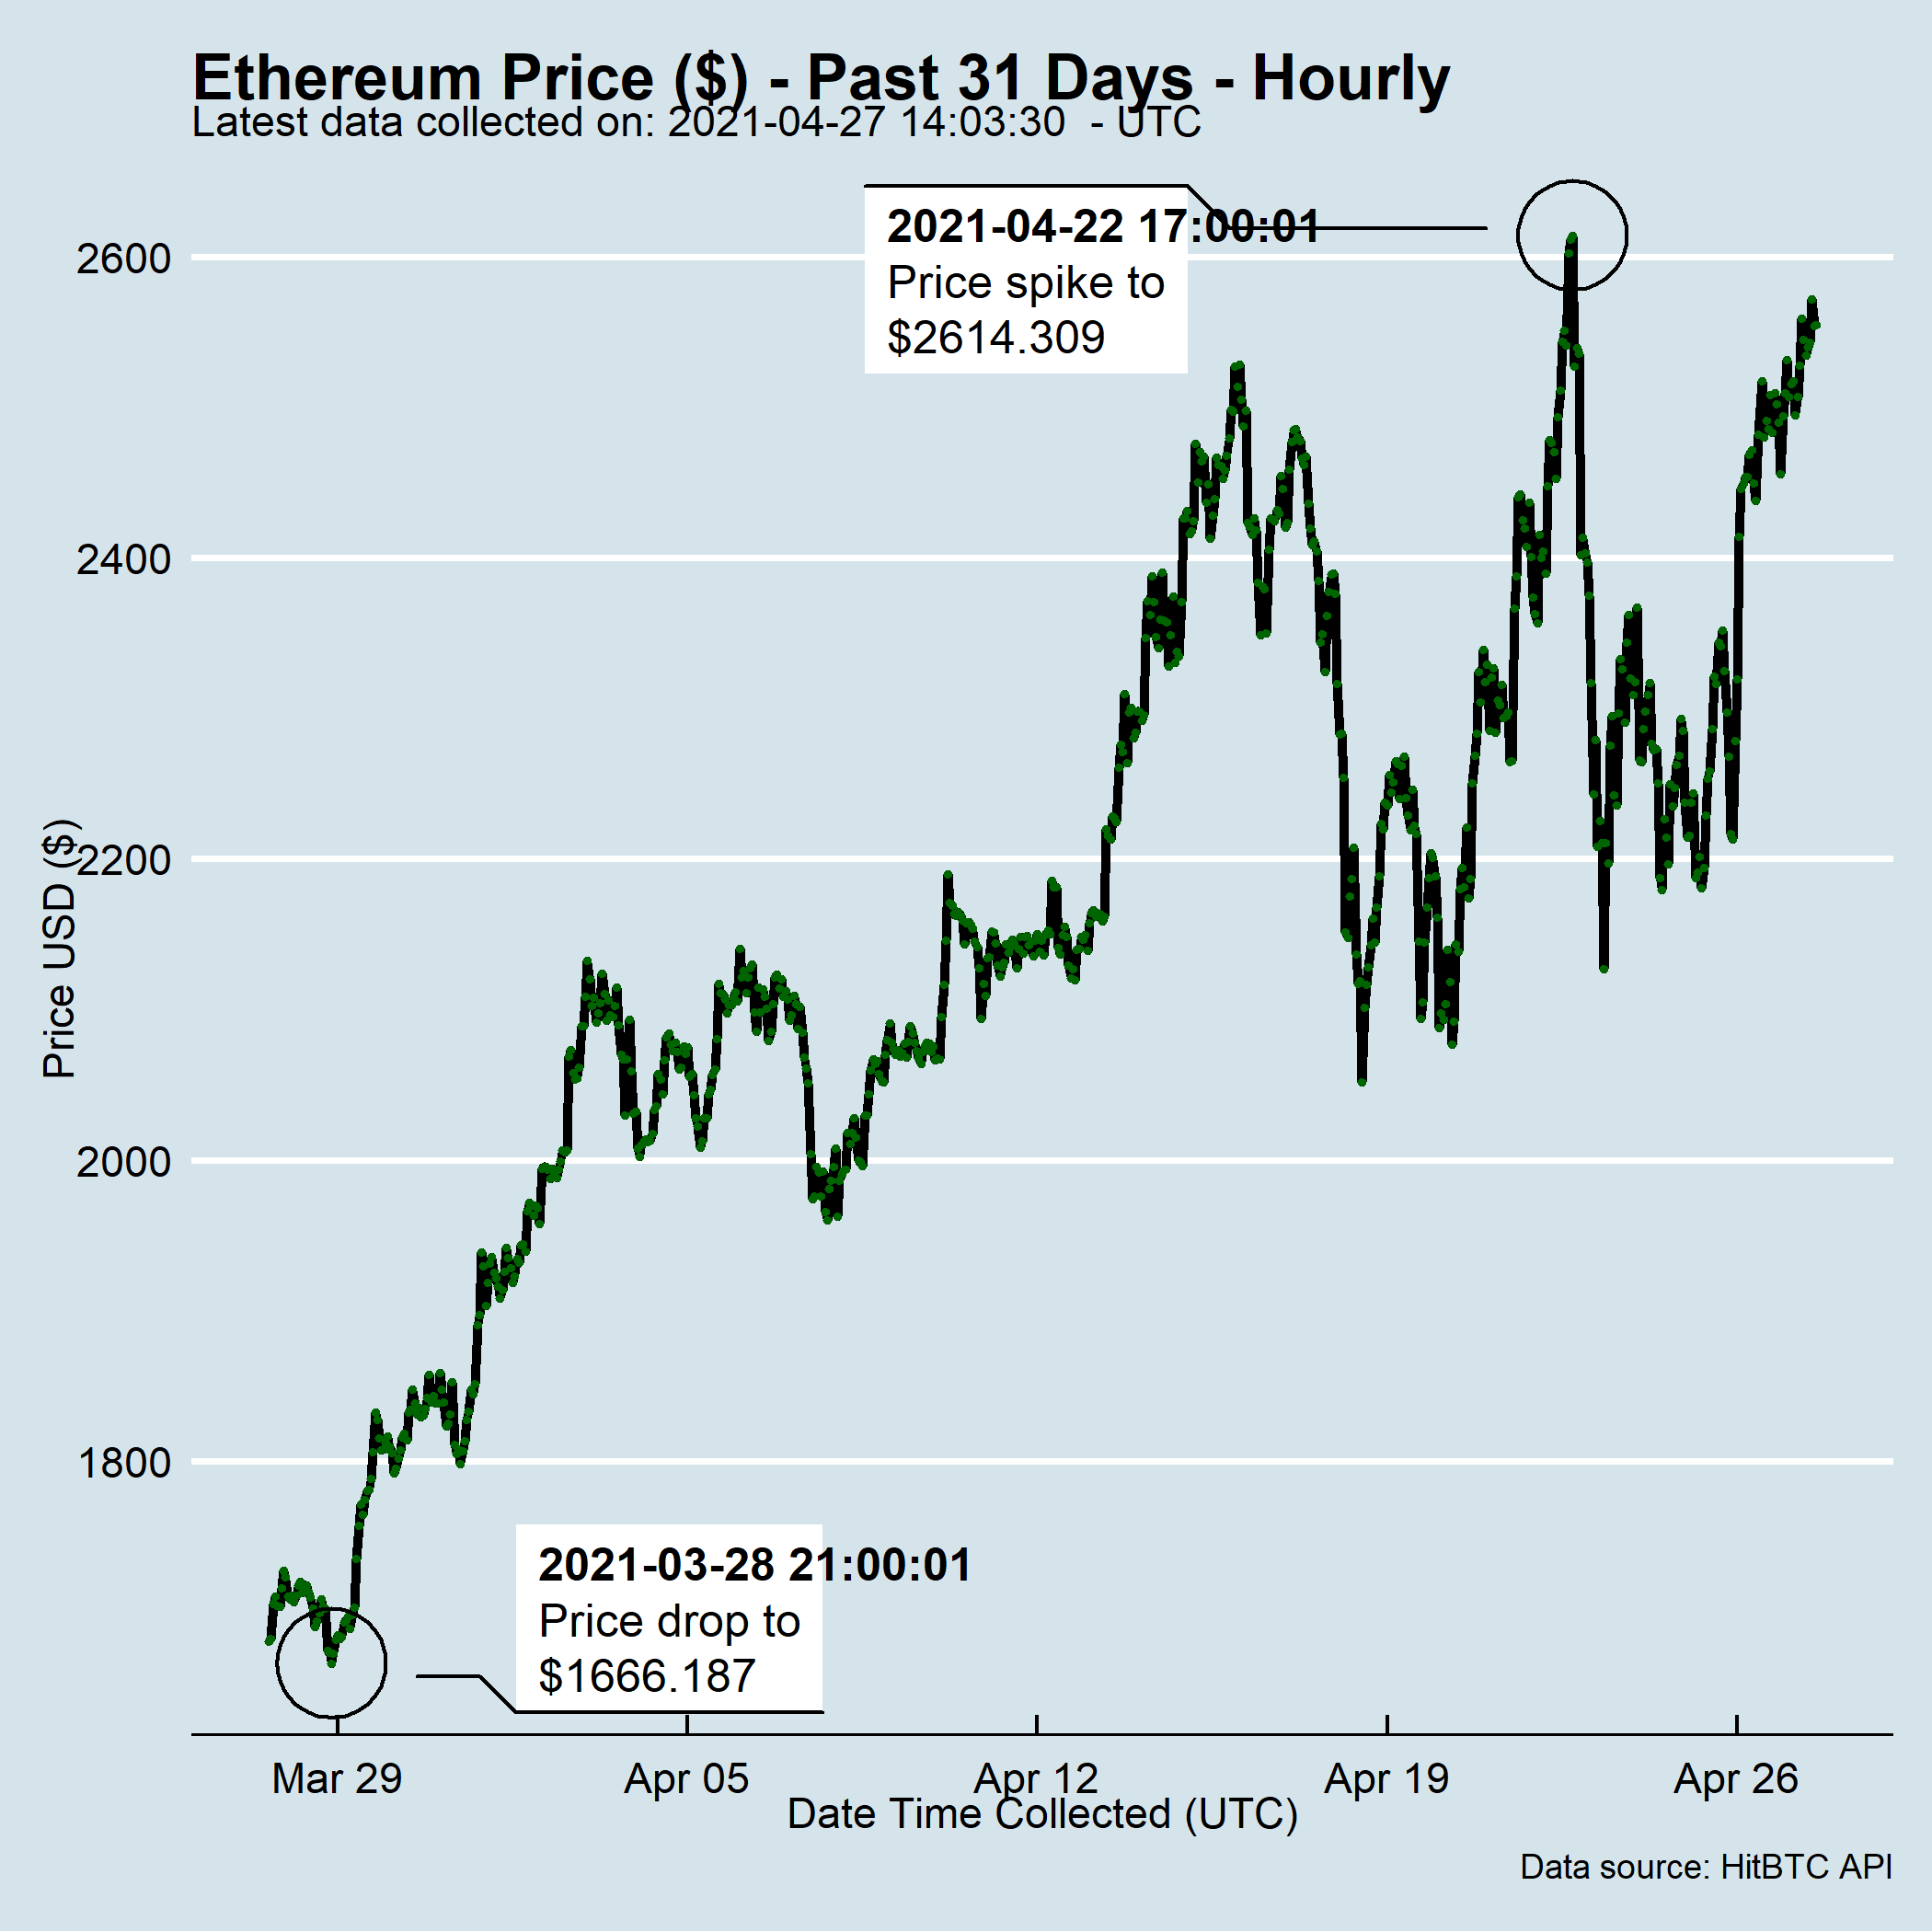 Ethereum Price ($) - Past 31 Days - Hourly
Latest data collected on: 2021-04-27 14:03:30  - UTC
2021-04-22 17:00:01
Price spike to
$2614.309
2600
2400
2200
2000
1800
Price USD ($)
2021-03-28 21:00:01
Price drop to
$1666.187
Mar 29
Apr 05
Apr 12
Apr 19
Apr 26
Date Time Collected (UTC)
Data source: HitBTC API